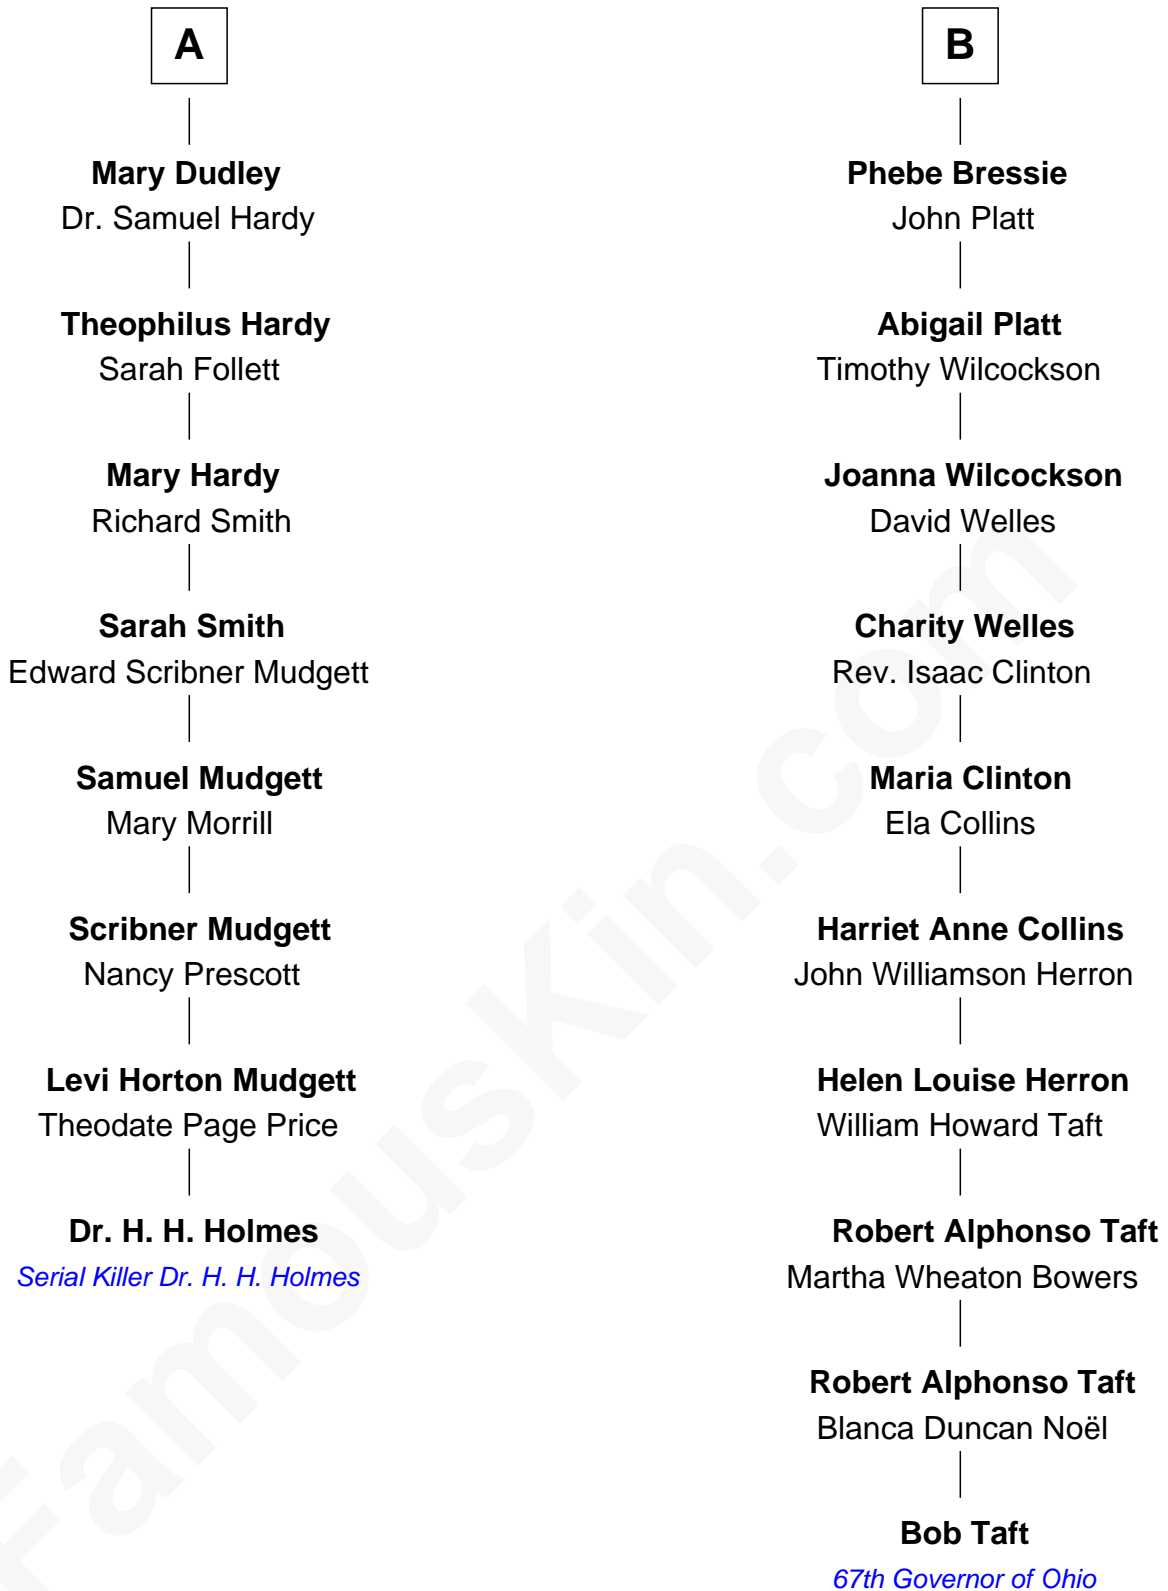 A
Mary Dudley
Dr. Samuel Hardy
Theophilus Hardy
Sarah Follett
Mary Hardy
Richard Smith
Sarah Smith
Edward Scribner Mudgett
Samuel Mudgett
Mary Morrill
Scribner Mudgett
Nancy Prescott
Levi Horton Mudgett
Theodate Page Price
Dr. H. H. Holmes
Serial Killer Dr. H. H. Holmes
B
Phebe Bressie
John Platt
Abigail Platt
Timothy Wilcockson
Joanna Wilcockson
David Welles
Charity Welles
Rev. Isaac Clinton
Maria Clinton
Ela Collins
Harriet Anne Collins
John Williamson Herron
Helen Louise Herron
William Howard Taft
Robert Alphonso Taft
Martha Wheaton Bowers
Robert Alphonso Taft
Blanca Duncan Noël
Bob Taft
67th Governor of Ohio
FamousKin.com